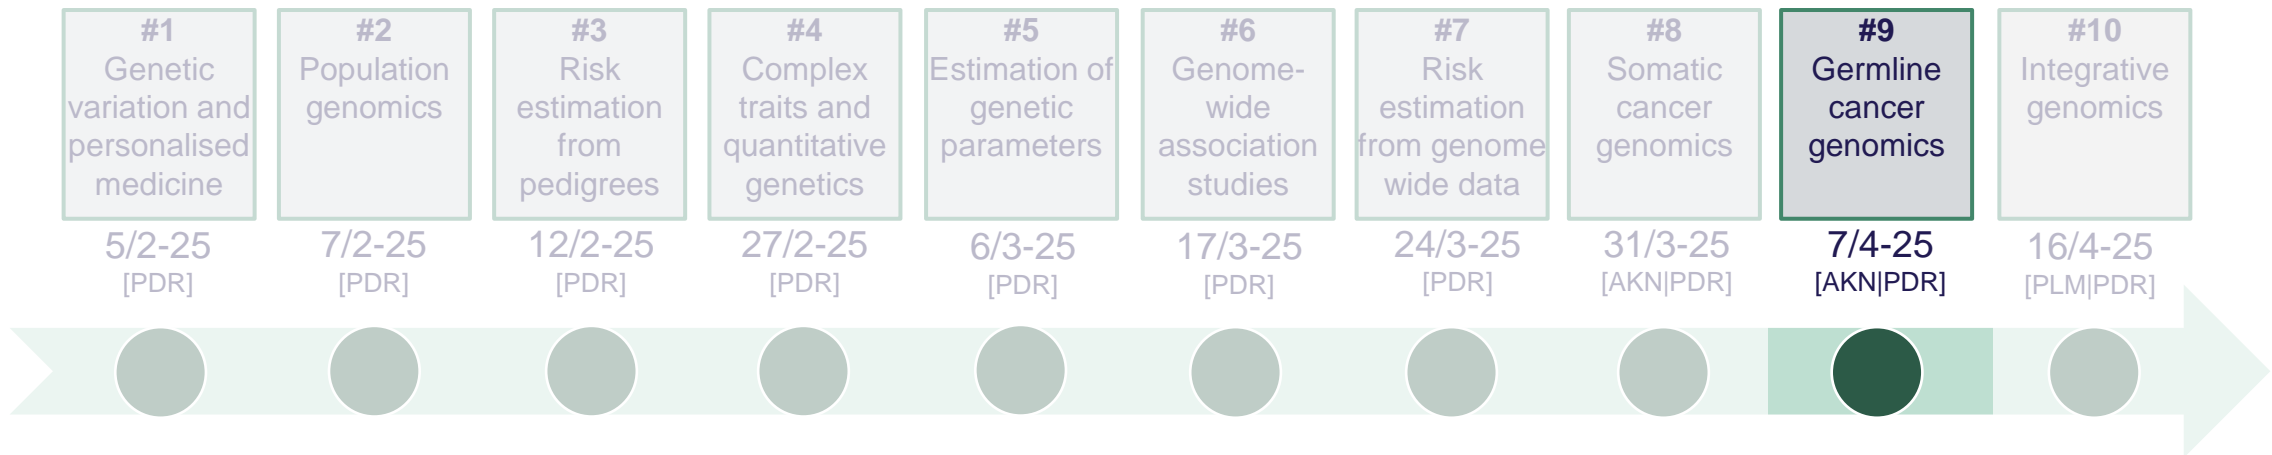 #1
Genetic
variation and
personalised
medicine
5/2-25
[PDR]
#2
Population
genomics
7/2-25
[PDR]
#3
Risk
estimation
from
pedigrees
12/2-25
[PDR]
#4
Complex
traits and
quantitative
genetics
27/2-25
[PDR]
#5
Estimation of
genetic
parameters
6/3-25
[PDR]
#6
Genome-
wide
association
studies
17/3-25
[PDR]
#7
Risk
estimation
from genome
wide data
24/3-25
[PDR]
#8
Somatic
cancer
genomics
31/3-25
[AKN|PDR]
#9
Germline
cancer
genomics
7/4-25
[AKN|PDR]
#10
Integrative
genomics
16/4-25
[PLM|PDR]